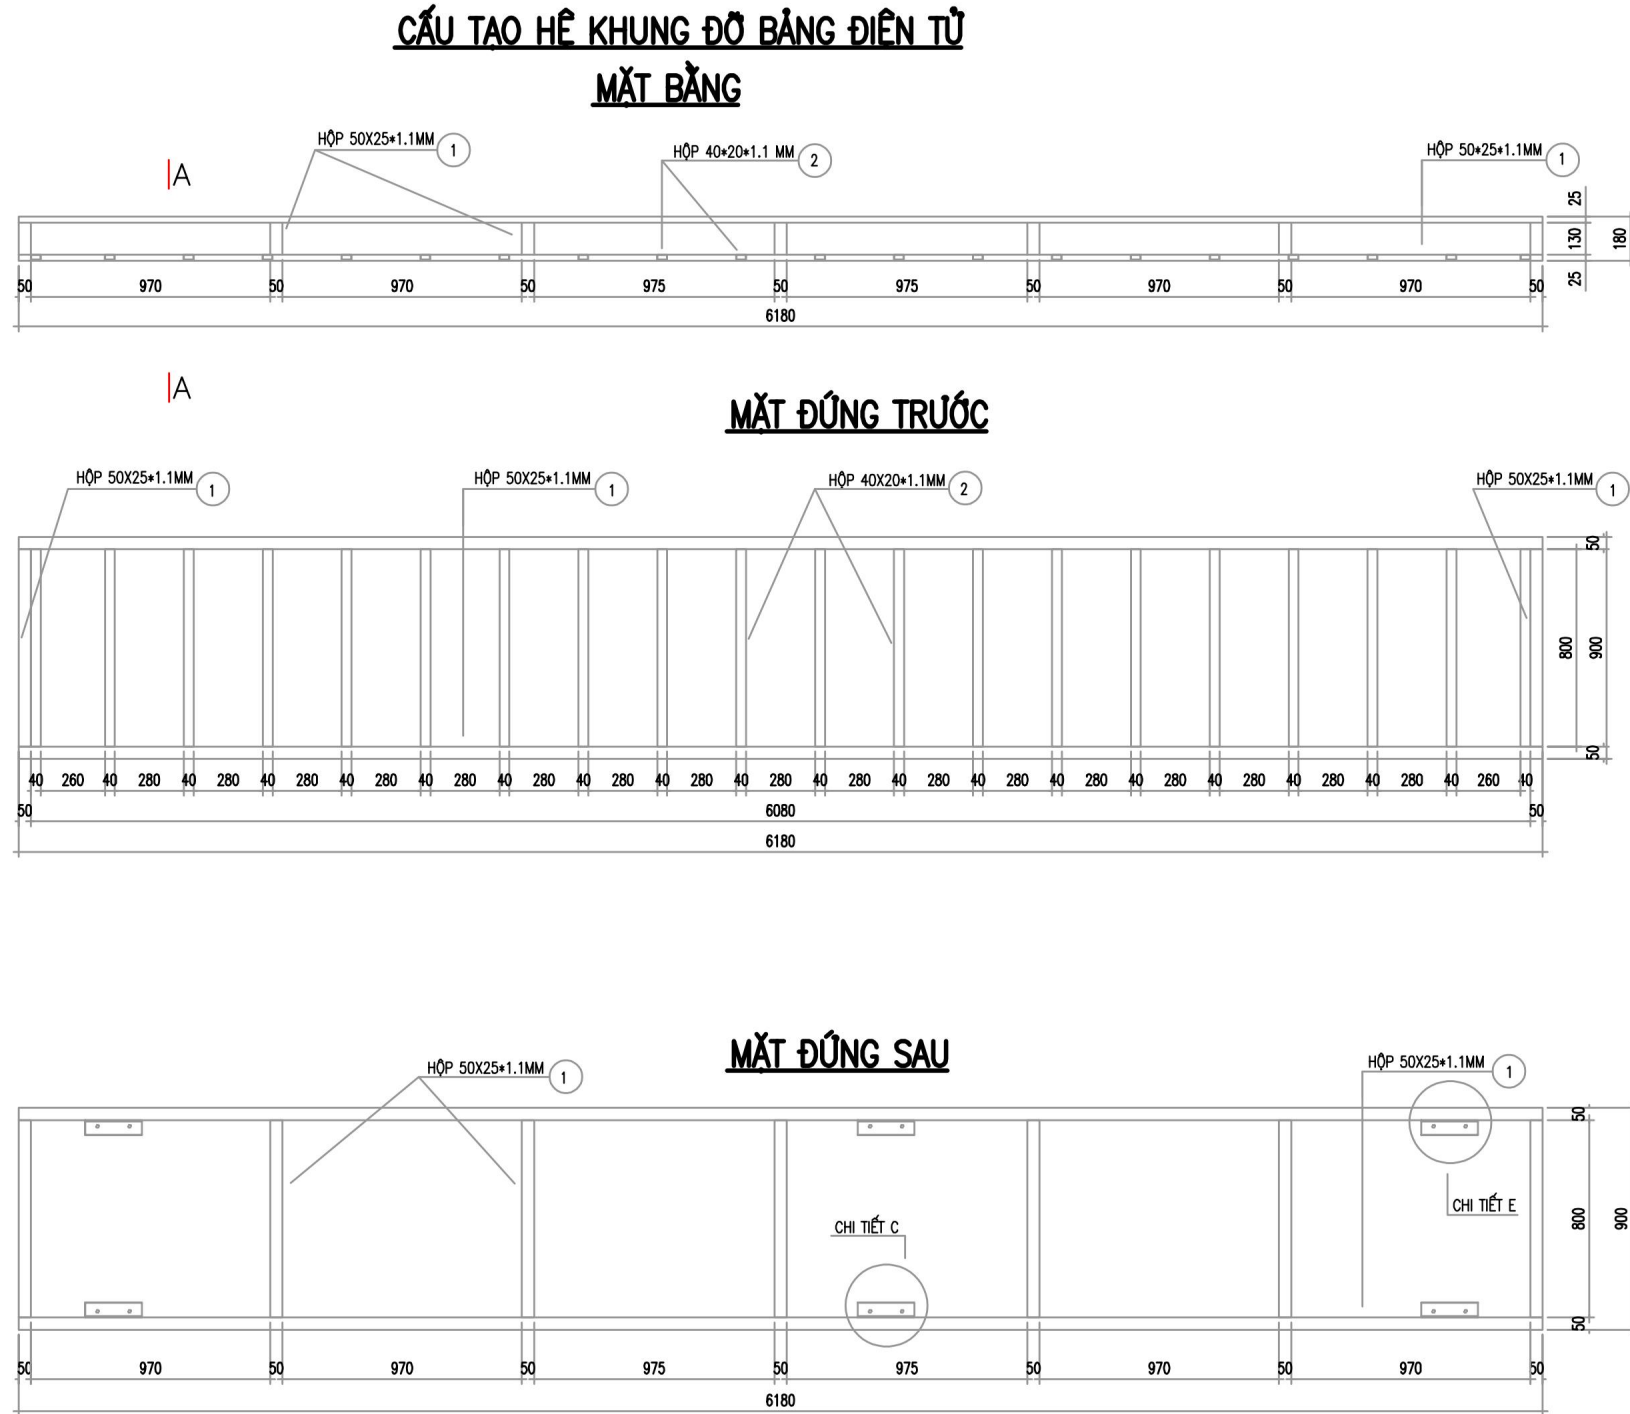 CẤU TẠO HỆ KHUNG ĐỠ BẢNG ĐIỆN TỬ
MẶT BẰNG
HỘP 50X25*1.1MM 1
HỘP 40*20*1.1 MM 2
HỘP 50*25*1.1MM 1
A
25
130
180
25
50 970 50 970 50 975 50 975 50 970 50 970 50
6180
A
MẶT ĐỨNG TRƯỚC
HỘP 50X25*1.1MM 1
HỘP 50X25*1.1MM 1
HỘP 40X20*1.1MM 2
HỘP 50X25*1.1MM 1
50
800
900
50
40 260 40 280 40 280 40 280 40 280 40 280 40 280 40 280 40 280 40 280 40 280 40 280 40 280 40 280 40 280 40 280 40 280 40 280 40 260 40
50 6080 50
6180
MẶT ĐỨNG SAU
HỘP 50X25*1.1MM 1
HỘP 50X25*1.1MM 1
50
CHI TIẾT E
CHI TIẾT C
800
900
50
50 970 50 970 50 975 50 975 50 970 50 970 50
6180